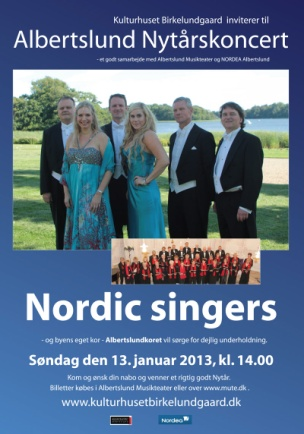 Kulturhuset Birkelundgaard inviterer til
Albertslund Nytårskoncert
- et godt samarbejde med Albertslund Musikteater og NORDEA Albertslund
Nordic singers
- og byens eget kor - Albertslundkoret vil sørge for dejlig underholdning.
Søndag den 13. januar 2013, kl. 14.00
Kom og ønsk din nabo og venner et rigtig godt Nytår.
Billetter købes i Albertslund Musikteater eller over www.mute.dk .
www.kulturhusetbirkelundgaard.dk
Nordea